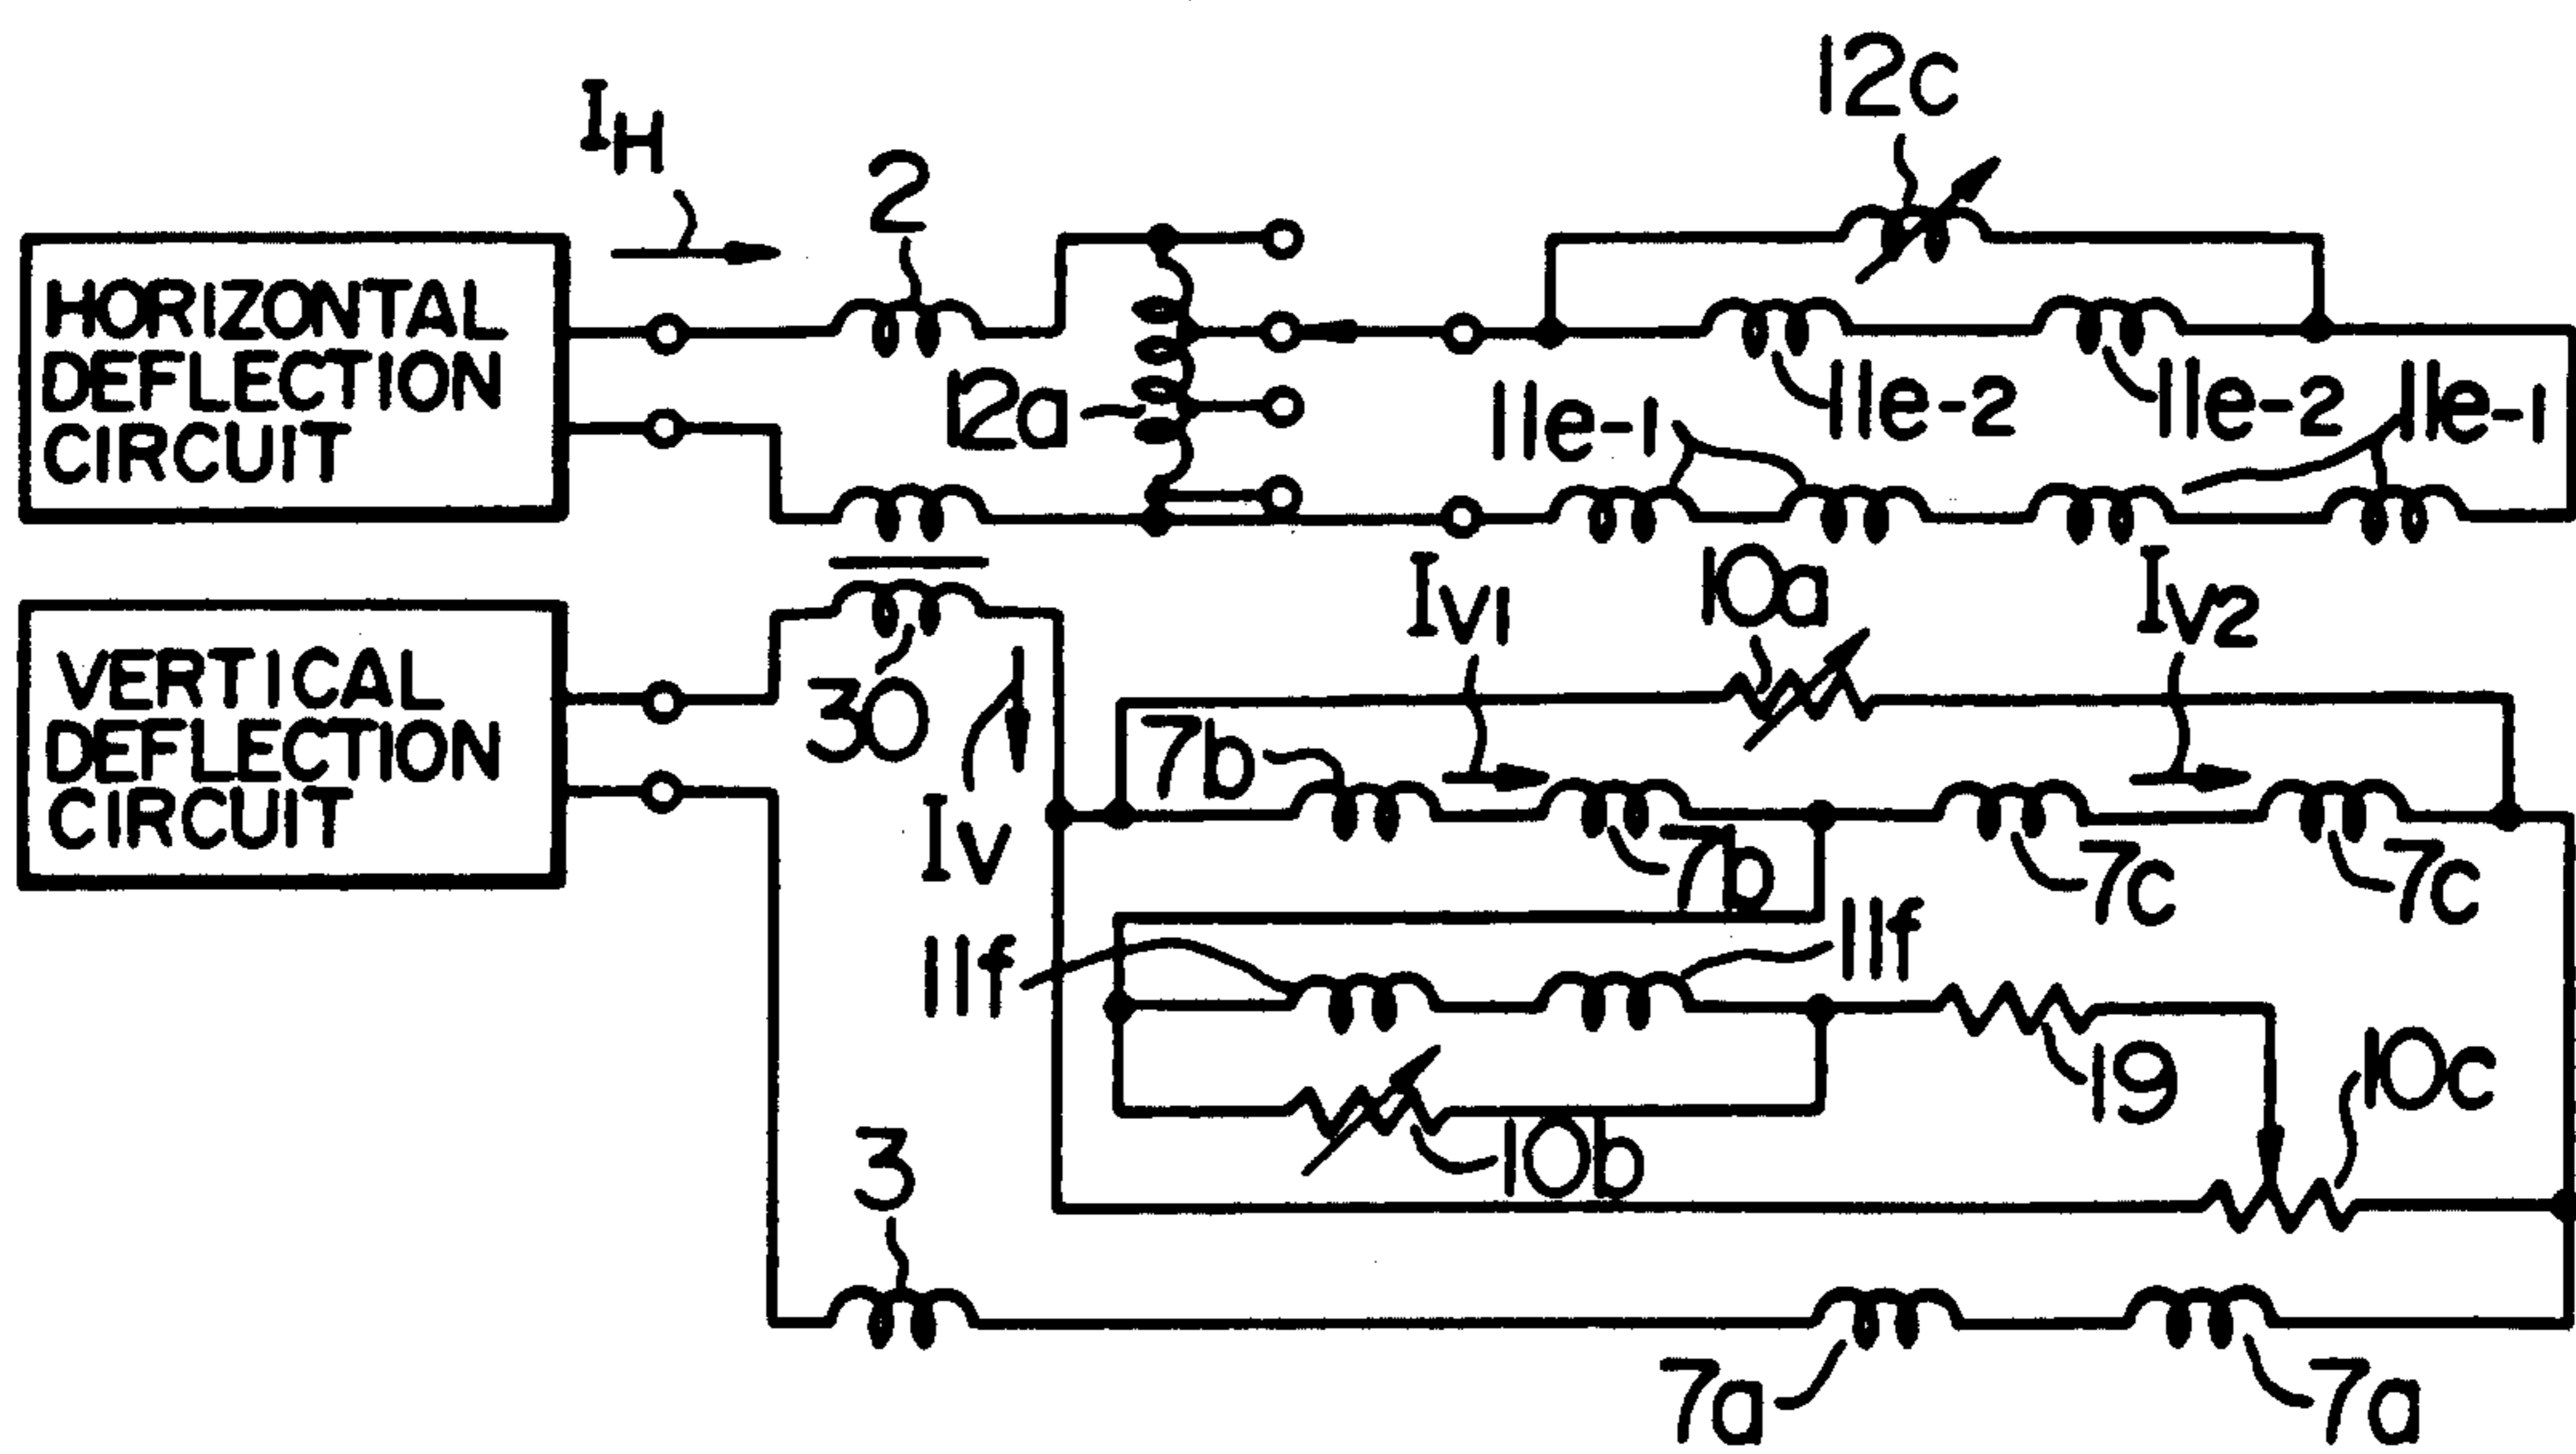 12c
IH
2
HORIZONTAL
DEFLECTION
CIRCUIT
12a
11e-1
11e-2
11e-2
11e-1
IV1
10a
IV2
VERTICAL
DEFLECTION
CIRCUIT
30
7b
IV
7b
7c
7c
11f
11f
19
10c
10b
3
7a
7a